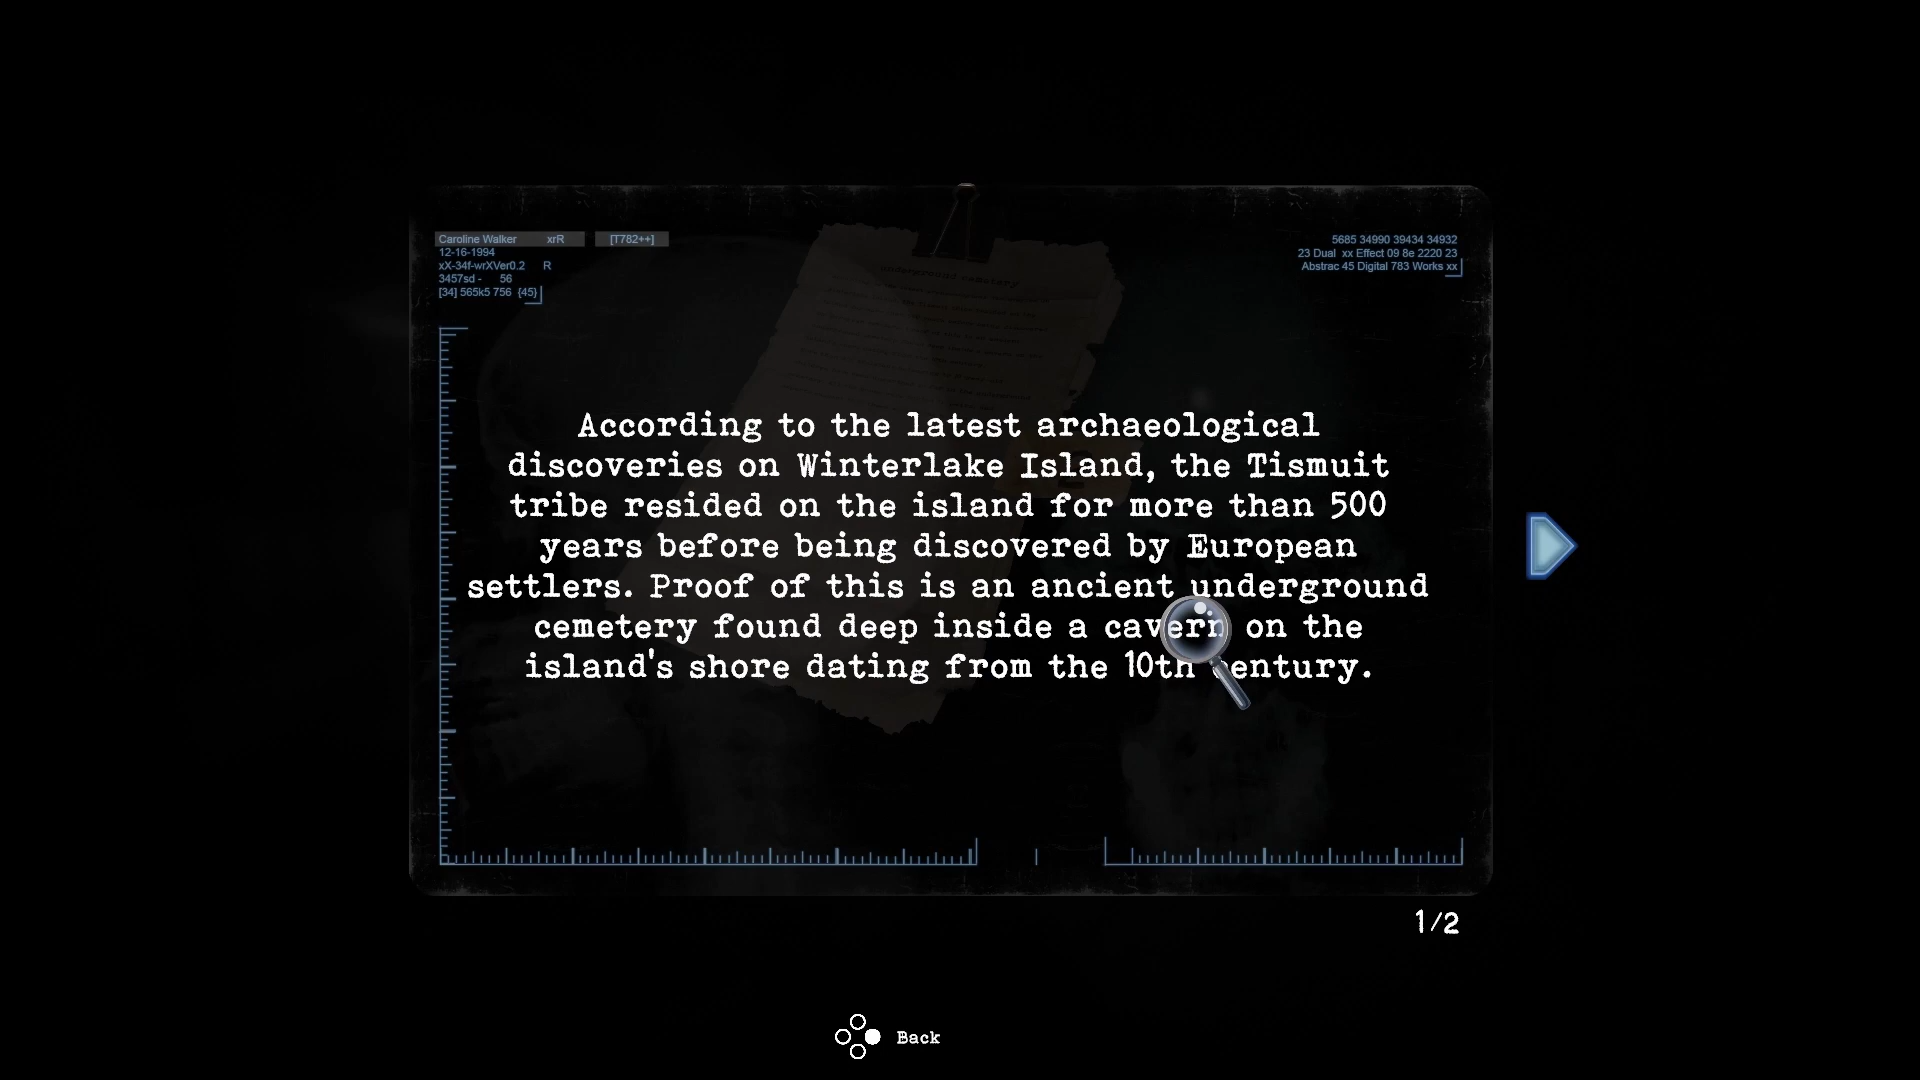 Caroline Walker xrR [T782++]
12-16-1994
xX-34f-wrXVer0.2 R
3457sd - 56
[34] 565k5 756 {45}
5685 34990 39434 34932
23 Dual xx Effect 09 8e 2220 23
Abstrac 45 Digital 783 Works xx
According to the latest archaeological
discoveries on Winterlake Island, the Tismuit
tribe resided on the island for more than 500
years before being discovered by European
settlers. Proof of this is an ancient underground
cemetery found deep inside a cavern on the
island's shore dating from the 10th century.
1/2
Back